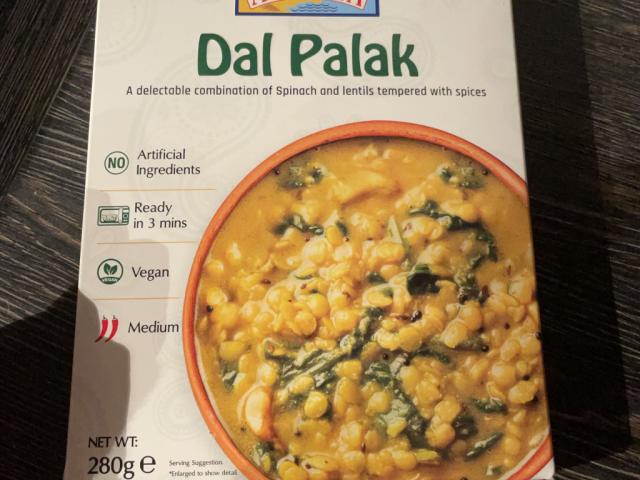 Dal Palak
A delectable combination of Spinach and lentils tempered with spices
NO
Artificial
Ingredients
Ready
in 3 mins
VEGAN
Vegan
Medium
NET WT:
280g e
Serving Suggestion.
*Enlarged to show detail.